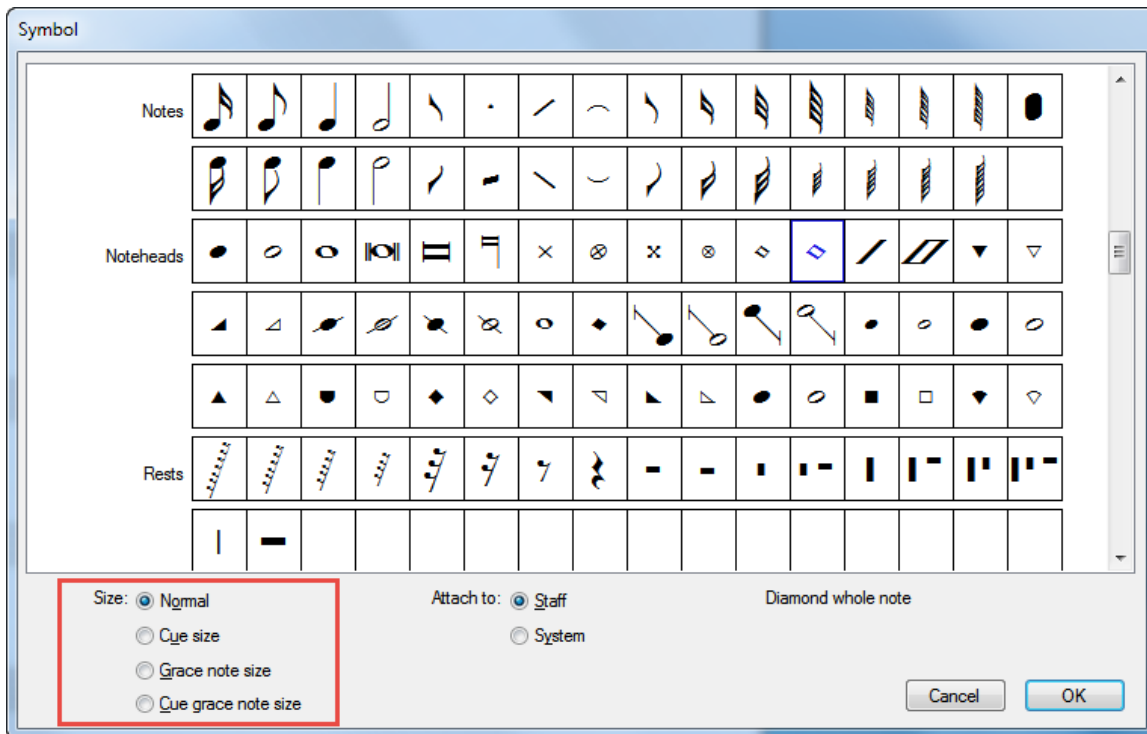 Symbol
Notes
Noteheads
Rests
Size: Normal
Attach to: Staff
Diamond whole note
Cue size
System
Grace note size
Cue grace note size
Cancel
OK